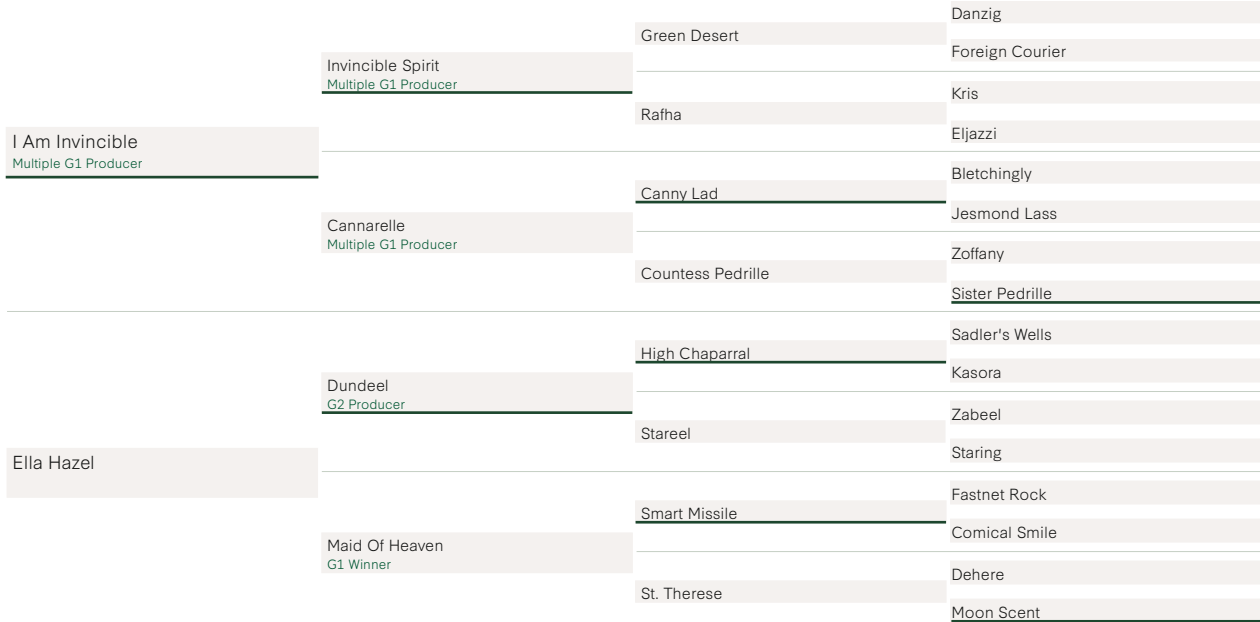 Danzig
Green Desert
Foreign Courier
Invincible Spirit
Multiple G1 Producer
Kris
Rafha
Eljazzi
I Am Invincible
Multiple G1 Producer
Bletchingly
Canny Lad
Jesmond Lass
Cannarelle
Multiple G1 Producer
Zoffany
Countess Pedrille
Sister Pedrille
Sadler's Wells
High Chaparral
Kasora
Dundeel
G2 Producer
Zabeel
Stareel
Staring
Ella Hazel
Fastnet Rock
Smart Missile
Comical Smile
Maid Of Heaven
G1 Winner
Dehere
St. Therese
Moon Scent